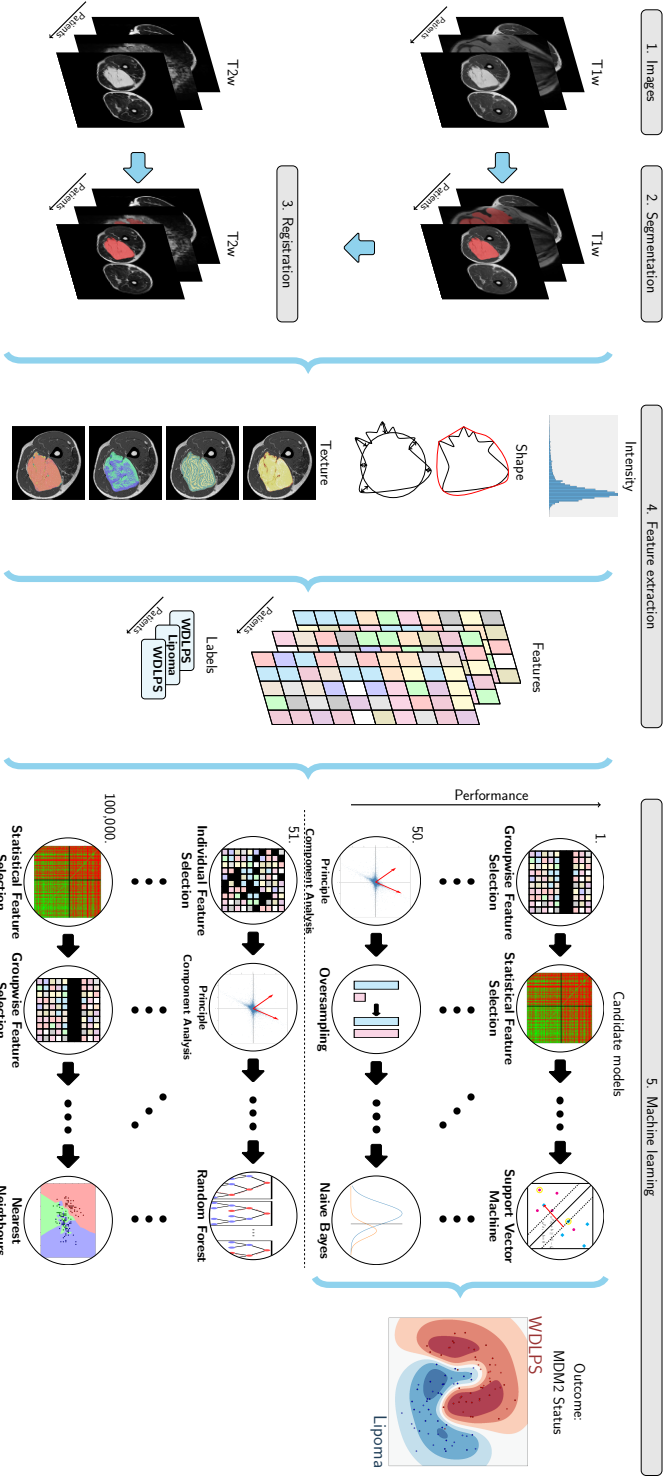 1. Images
T1w
Patients
T2w
Patients
2. Segmentation
T1w
Patients
3. Registration
T2w
Patients
4. Feature extraction
Intensity
Shape
Texture
Features
Patients
Labels
WDLPS
Lipoma
WDLPS
Patients
5. Machine learning
Candidate models
Performance
1.
Groupwise Feature
Selection
Statistical Feature
Selection
Support Vector
Machine
50.
Principle
Component Analysis
Oversampling
Naive Bayes
51.
Individual Feature
Selection
Principle
Component Analysis
Random Forest
100,000.
Statistical Feature
Selection
Groupwise Feature
Selection
Nearest
Neighbours
Outcome:
MDM2 Status
WDLPS
Lipoma